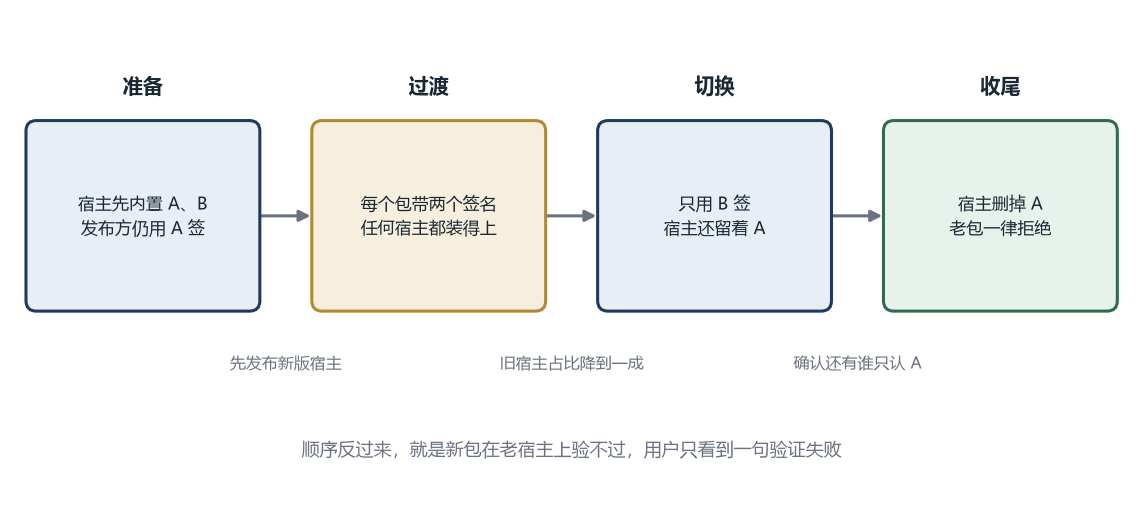 准备
过渡
切换
收尾
宿主先内置 A、B
发布方仍用 A 签
每个包带两个签名
任何宿主都装得上
只用 B 签
宿主还留着 A
宿主删掉 A
老包一律拒绝
先发布新版宿主
旧宿主占比降到一成
确认还有谁只认 A
顺序反过来，就是新包在老宿主上验不过，用户只看到一句验证失败